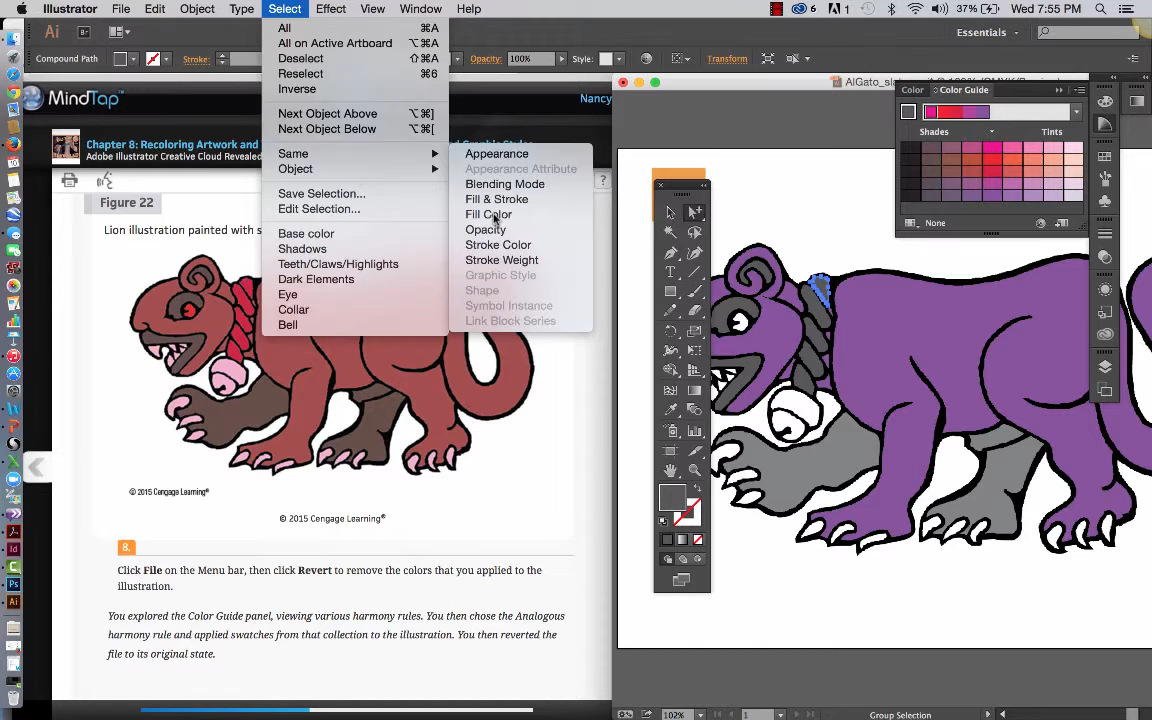 Illustrator File Edit Object Type Select Effect View Window Help
6 1 37% Wed 7:55 PM
Ai Br Essentials
Compound Path Stroke: Opacity: 100% Style: Transform
All ⌘A
All on Active Artboard ⌥⌘A
Deselect ⇧⌘A
Reselect ⌘6
Inverse
Next Object Above ⌥⌘]
Next Object Below ⌥⌘[
Same
Object
Save Selection...
Edit Selection...
Base color
Shadows
Teeth/Claws/Highlights
Dark Elements
Eye
Collar
Bell
Appearance
Appearance Attribute
Blending Mode
Fill & Stroke
Fill Color
Opacity
Stroke Color
Stroke Weight
Graphic Style
Shape
Symbol Instance
Link Block Series
MindTap™
Nancy
Chapter 8: Recoloring Artwork and
Adobe Illustrator Creative Cloud Revealed
?
Figure 22
Lion illustration painted with s
© 2015 Cengage Learning®
© 2015 Cengage Learning®
8.
Click File on the Menu bar, then click Revert to remove the colors that you applied to the
illustration.
You explored the Color Guide panel, viewing various harmony rules. You then chose the Analogous
harmony rule and applied swatches from that collection to the illustration. You then reverted the
file to its original state.
Color Color Guide
Shades Tints
None
102% 1 Group Selection